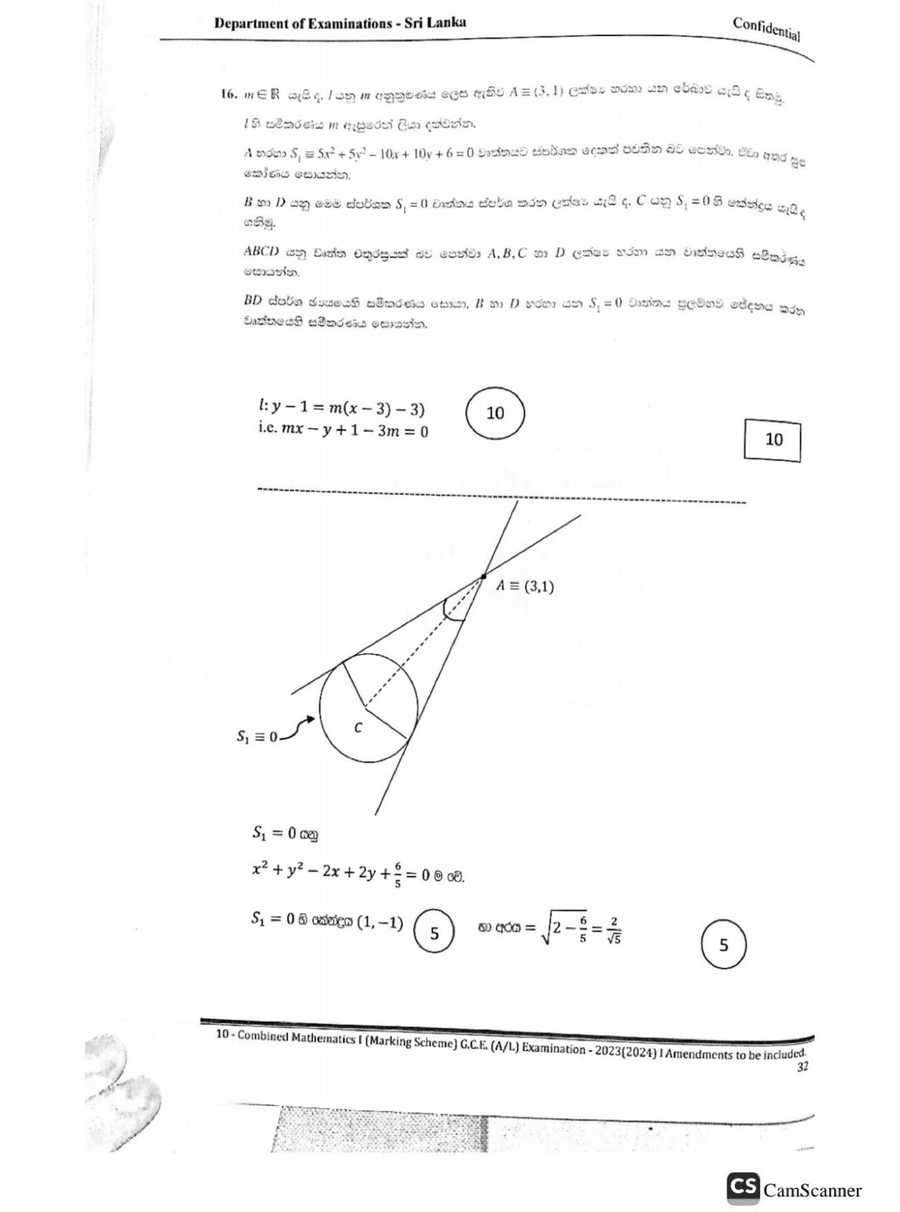 Department of Examinations - Sri Lanka
Confidential
16. m ∈ ℝ යැයි ද, l යනු m අනුක්‍රමණය ලෙස ඇතිව A ≡ (3, 1) ලක්ෂ්‍ය හරහා යන රේඛාව යැයි ද සිතමු.
l හි සමීකරණය m ඇසුරෙන් ලියා දක්වන්න.
A හරහා S₁ ≡ 5x² + 5y² – 10x + 10y + 6 = 0 වෘත්තයට ස්පර්ශක දෙකක් පවතින බව පෙන්වා, ඒවා අතර සුළු
කෝණය සොයන්න.
B හා D යනු මෙම ස්පර්ශක S₁ = 0 වෘත්තය ස්පර්ශ කරන ලක්ෂ්‍ය යැයි ද, C යනු S₁ = 0 හි කේන්ද්‍රය යැයි ද
ගනිමු.
ABCD යනු වෘත්ත චතුරස්‍රයක් බව පෙන්වා A, B, C හා D ලක්ෂ්‍ය හරහා යන වෘත්තයෙහි සමීකරණය
සොයන්න.
BD ස්පර්ශ ජ්‍යායෙහි සමීකරණය සොයා, B හා D හරහා යන S₁ = 0 වෘත්තය ප්‍රලම්භව ඡේදනය කරන
වෘත්තයෙහි සමීකරණය සොයන්න.
l: y − 1 = m(x − 3) − 3)
10
i.e. mx − y + 1 − 3m = 0
10
A ≡ (3,1)
C
S₁ ≡ 0
S₁ = 0 යනු
x² + y² − 2x + 2y + 6/5 = 0 ම වේ.
S₁ = 0 හි කේන්ද්‍රය (1, −1) 5 හා අරය = √(2 − 6/5) = 2/√5 5
10 - Combined Mathematics I (Marking Scheme) G.C.E. (A/L) Examination - 2023(2024) I Amendments to be included.
32
CS CamScanner